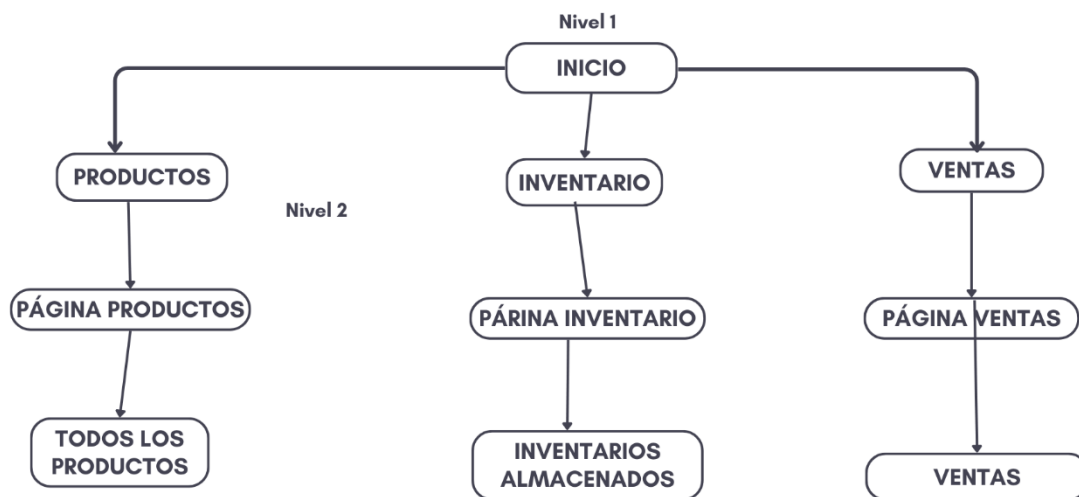 Nivel 1
INICIO
PRODUCTOS
INVENTARIO
VENTAS
Nivel 2
PÁGINA PRODUCTOS
PÁRINA INVENTARIO
PÁGINA VENTAS
TODOS LOS
PRODUCTOS
INVENTARIOS
ALMACENADOS
VENTAS